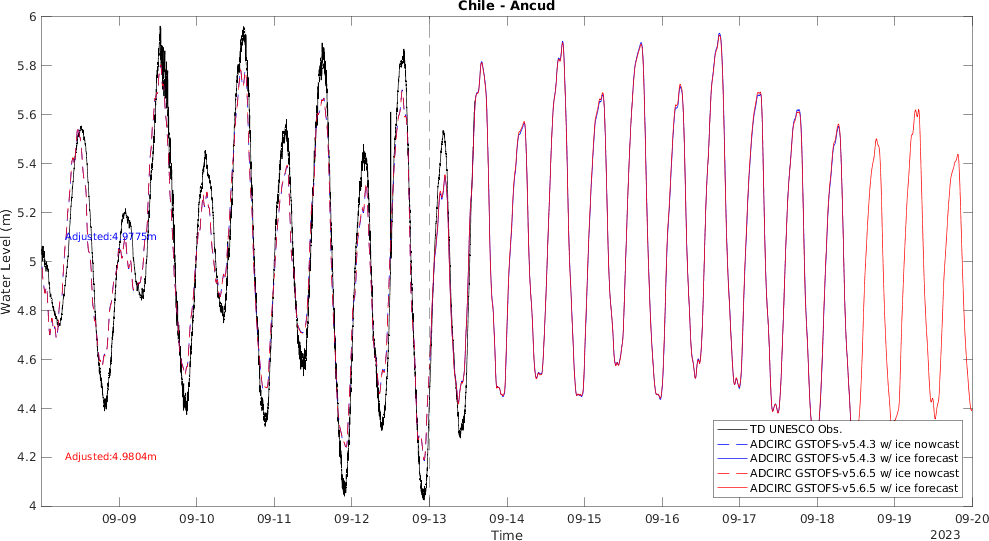 Chile - Ancud
Water Level (m)
6
5.8
5.6
5.4
5.2
5
4.8
4.6
4.4
4.2
4
Adjusted:4.9775m
Adjusted:4.9804m
TD UNESCO Obs.
ADCIRC GSTOFS-v5.4.3 w/ ice nowcast
ADCIRC GSTOFS-v5.4.3 w/ ice forecast
ADCIRC GSTOFS-v5.6.5 w/ ice nowcast
ADCIRC GSTOFS-v5.6.5 w/ ice forecast
09-09 09-10 09-11 09-12 09-13 09-14 09-15 09-16 09-17 09-18 09-19 09-20
Time
2023